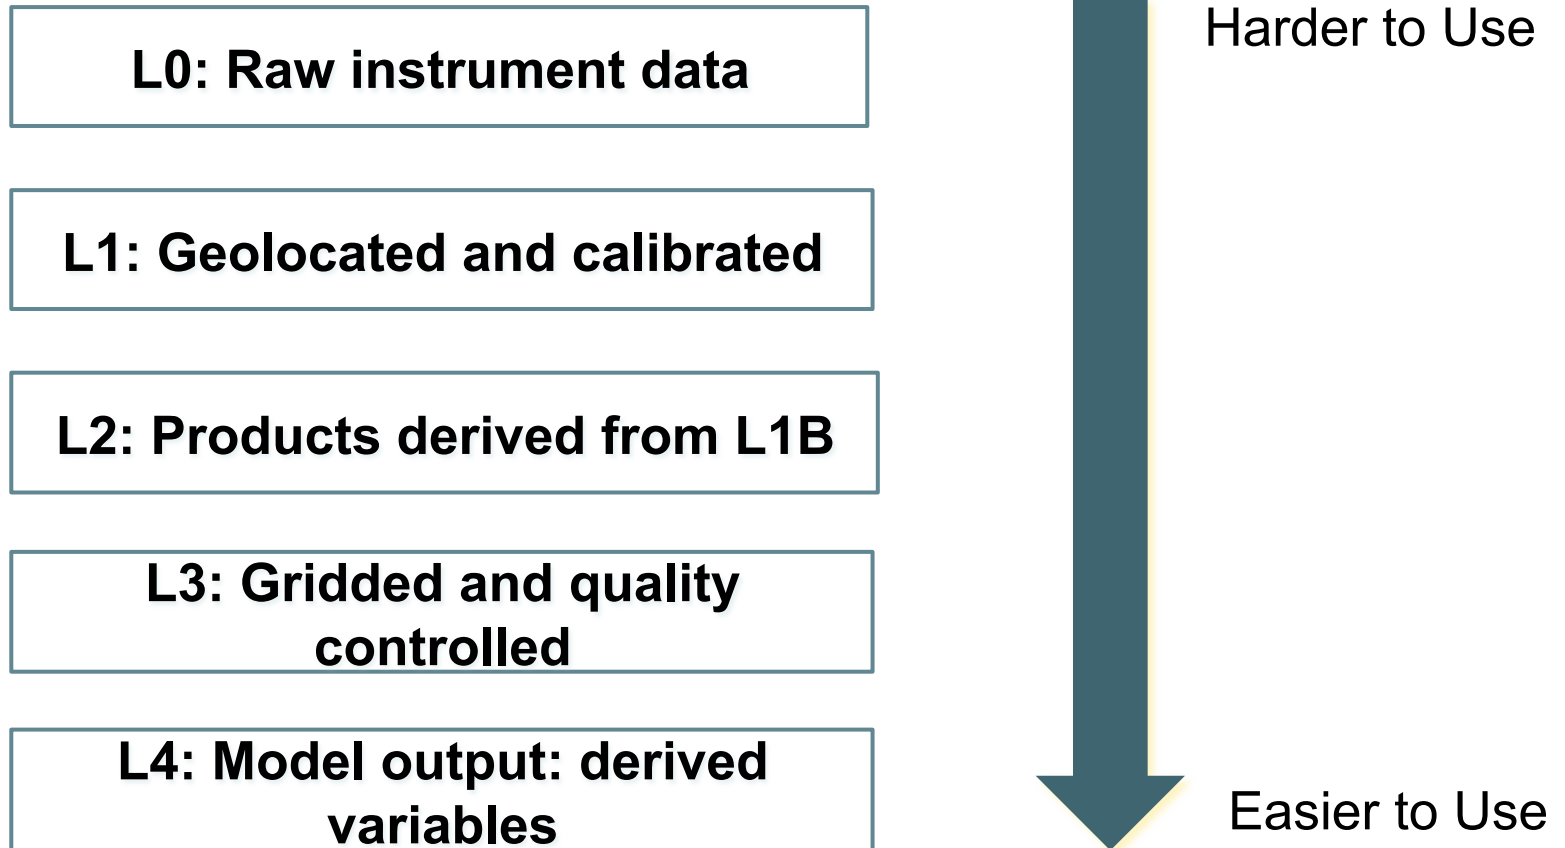 Harder to Use
L0: Raw instrument data
L1: Geolocated and calibrated
L2: Products derived from L1B
L3: Gridded and quality
controlled
L4: Model output: derived
variables
Easier to Use